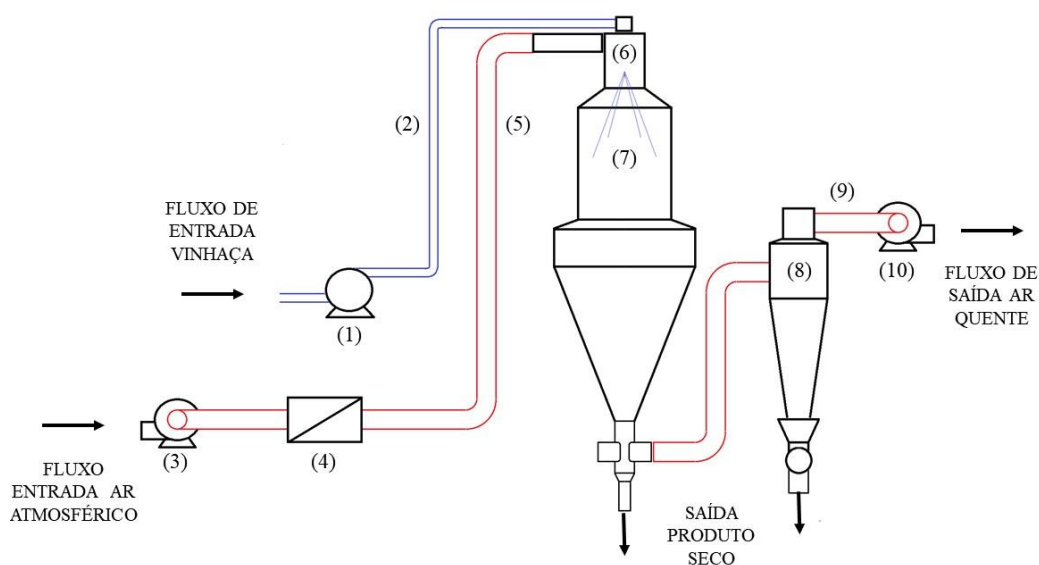 (6)
(2)
(5)
(7)
(9)
FLUXO DE
ENTRADA
VINHAÇA
(8)
(10)
FLUXO DE
SAÍDA AR
QUENTE
(1)
(3)
(4)
FLUXO
ENTRADA AR
ATMOSFÉRICO
SAÍDA
PRODUTO
SECO